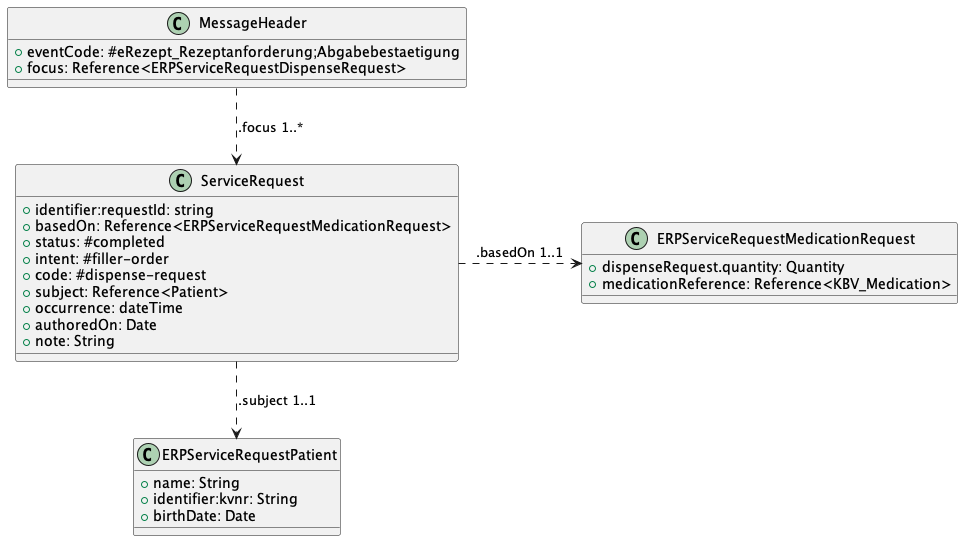 C MessageHeader
eventCode: #eRezept_Rezeptanforderung;Abgabebestaetigung
focus: Reference<ERPServiceRequestDispenseRequest>
.focus 1..*
C ServiceRequest
identifier:requestId: string
basedOn: Reference<ERPServiceRequestMedicationRequest>
status: #completed
intent: #filler-order
code: #dispense-request
subject: Reference<Patient>
occurrence: dateTime
authoredOn: Date
note: String
.basedOn 1..1
C ERPServiceRequestMedicationRequest
dispenseRequest.quantity: Quantity
medicationReference: Reference<KBV_Medication>
.subject 1..1
C ERPServiceRequestPatient
name: String
identifier:kvnr: String
birthDate: Date